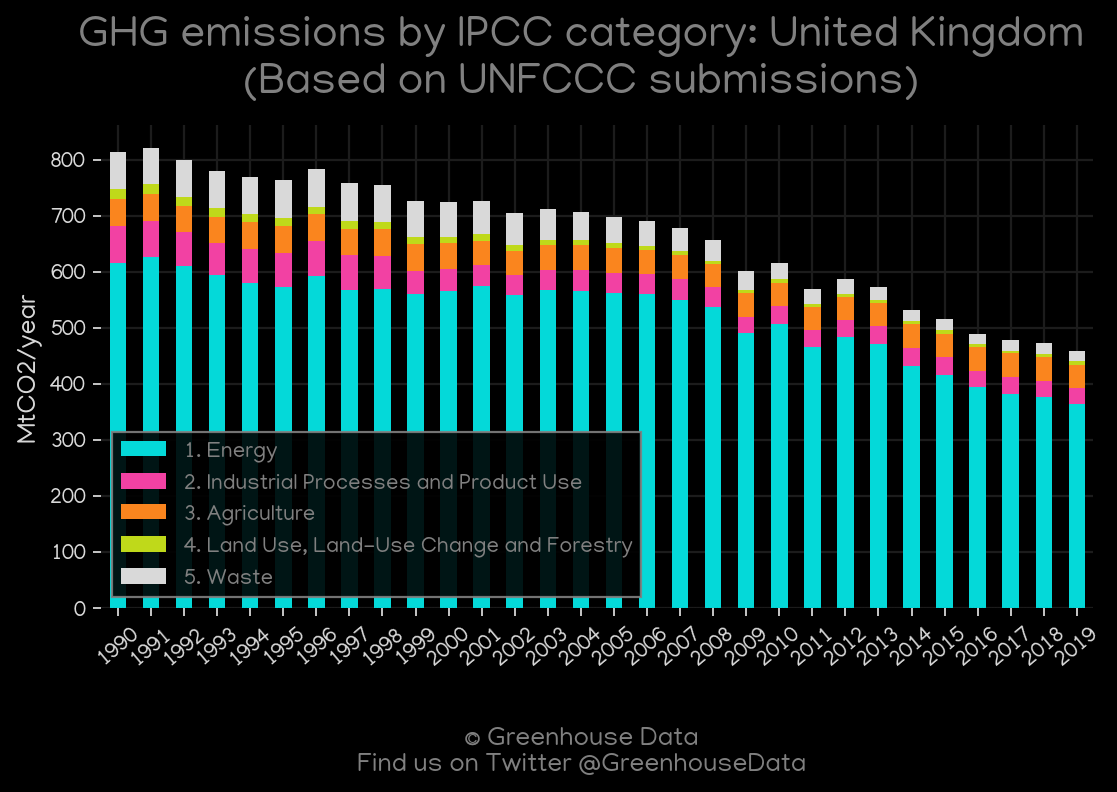 GHG emissions by IPCC category: United Kingdom
(Based on UNFCCC submissions)
MtCO2/year
800
700
600
500
400
300
200
100
0
1. Energy
2. Industrial Processes and Product Use
3. Agriculture
4. Land Use, Land-Use Change and Forestry
5. Waste
1990 1991 1992 1993 1994 1995 1996 1997 1998 1999 2000 2001 2002 2003 2004 2005 2006 2007 2008 2009 2010 2011 2012 2013 2014 2015 2016 2017 2018 2019
© Greenhouse Data
Find us on Twitter @GreenhouseData